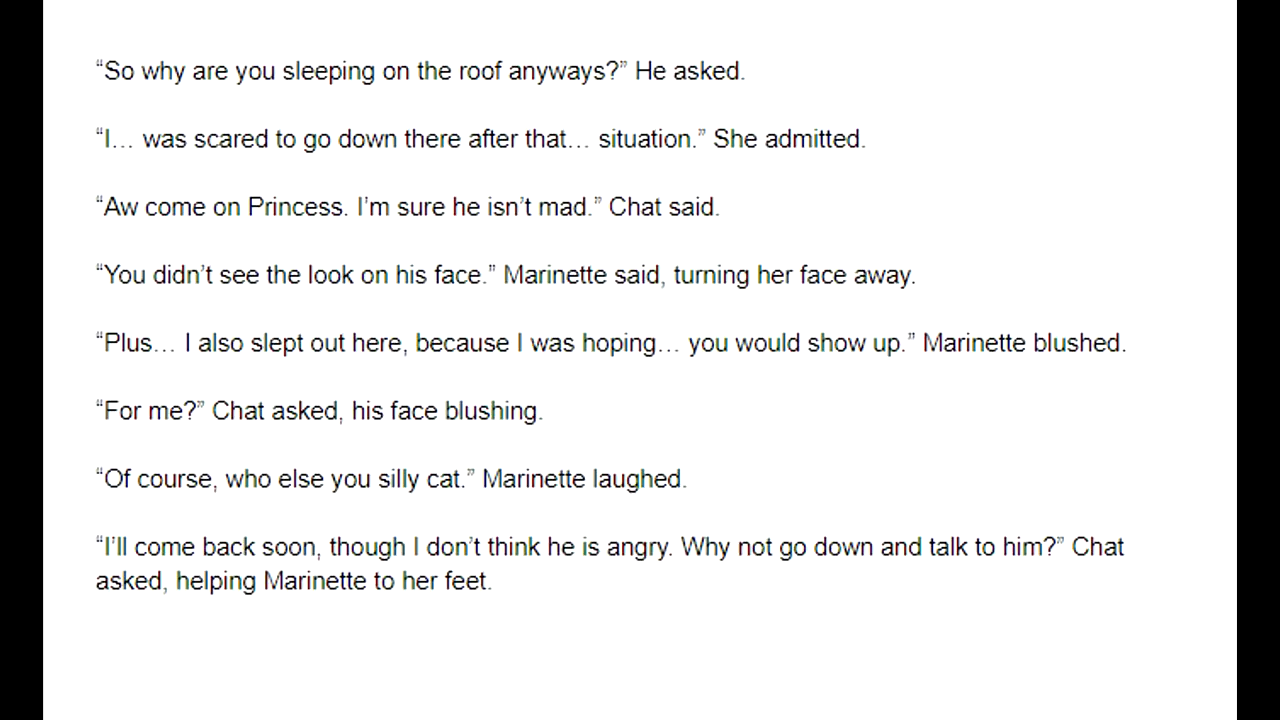 “So why are you sleeping on the roof anyways?” He asked.
“I… was scared to go down there after that… situation.” She admitted.
“Aw come on Princess. I’m sure he isn’t mad.” Chat said.
“You didn’t see the look on his face.” Marinette said, turning her face away.
“Plus… I also slept out here, because I was hoping… you would show up.” Marinette blushed.
“For me?” Chat asked, his face blushing.
“Of course, who else you silly cat.” Marinette laughed.
“I’ll come back soon, though I don’t think he is angry. Why not go down and talk to him?” Chat
asked, helping Marinette to her feet.